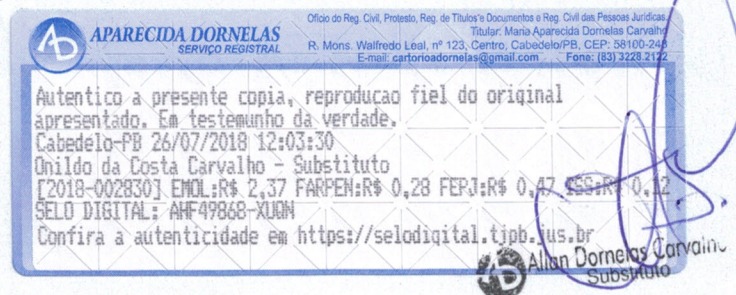 APARECIDA DORNELAS
SERVIÇO REGISTRAL
Ofício do Reg. Civil, Protesto, Reg. de Títulos e Documentos e Reg. Civil das Pessoas Jurídicas.
Titular: Maria Aparecida Dornelas Carvalho
R. Mons. Walfredo Leal, nº 123, Centro, Cabedelo/PB, CEP: 58100-248
E-mail: cartorioadornelas@gmail.com Fone: (83) 3228.2122
Autentico a presente copia, reproducao fiel do original
apresentado. Em testemunho da verdade.
Cabedelo-PB 26/07/2018 12:03:30
Onildo da Costa Carvalho - Substituto
[2018-002830] EMOL:R$ 2,37 FARPEN:R$ 0,28 FEPJ:R$ 0,47 ISS:R$ 0,12
SELO DIGITAL: AHF49868-XUQN
Confira a autenticidade em https://selodigital.tjpb.jus.br
Allan Dornelas Carvalho
Substituto